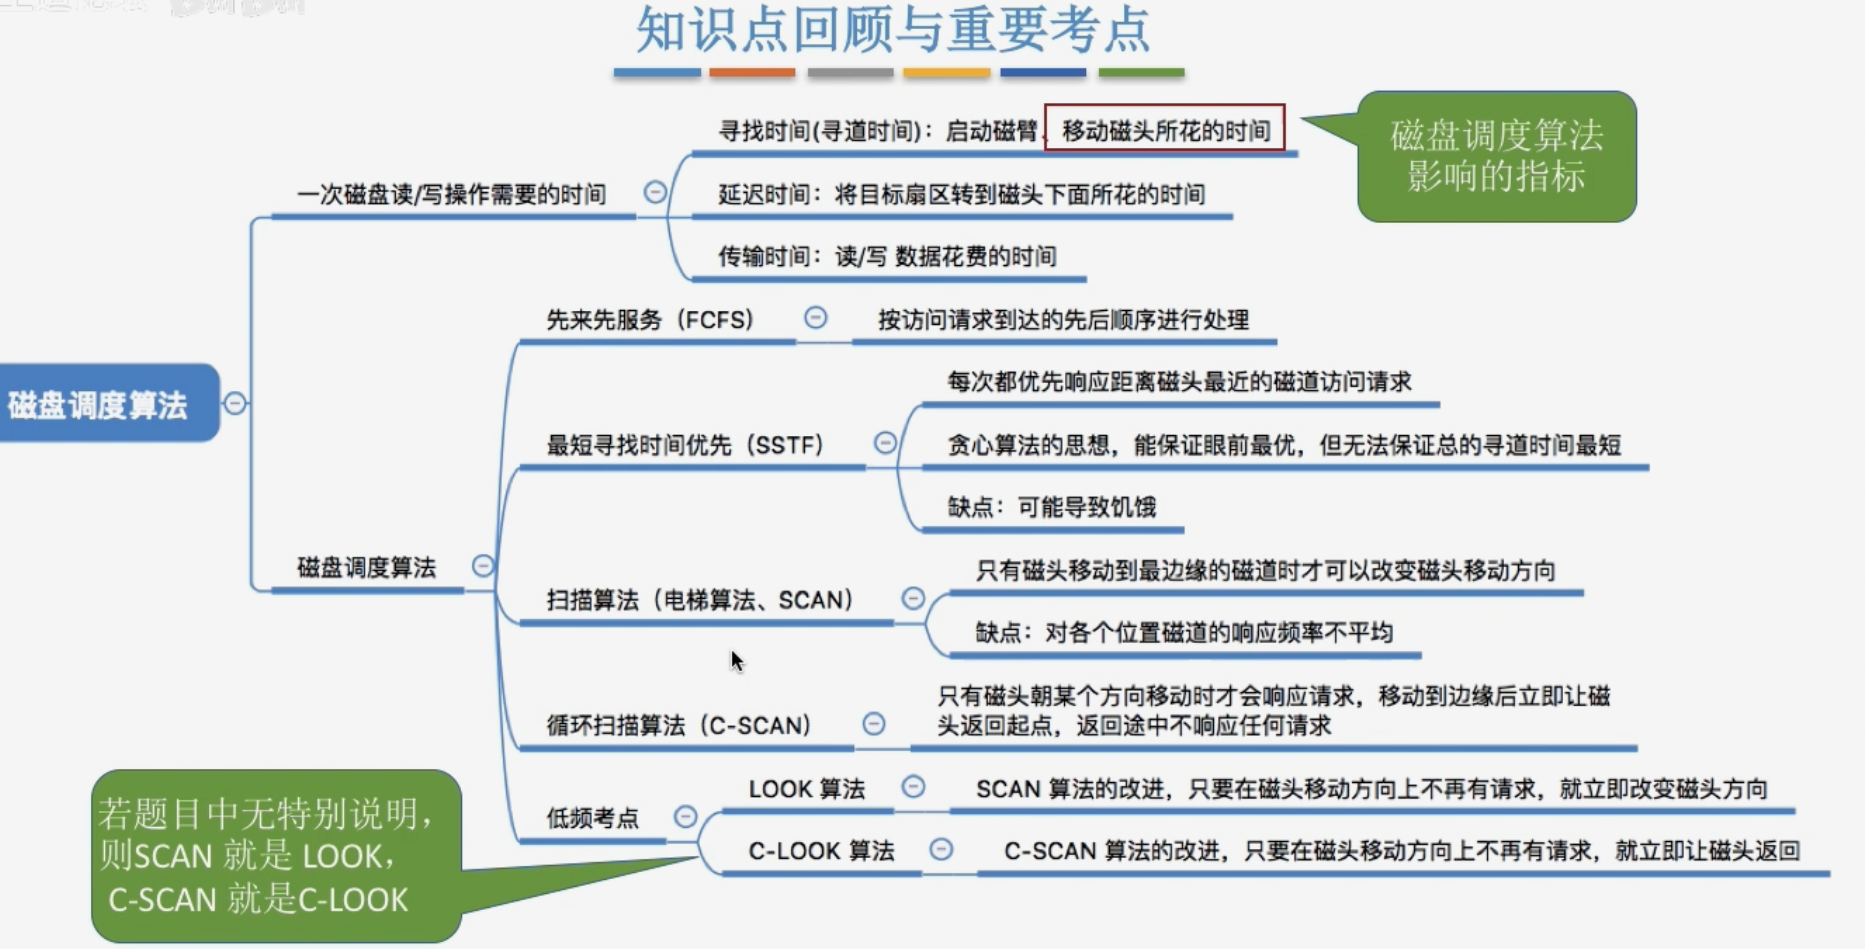 知识点回顾与重要考点
寻找时间(寻道时间)：启动磁臂、移动磁头所花的时间
磁盘调度算法
影响的指标
一次磁盘读/写操作需要的时间
延迟时间：将目标扇区转到磁头下面所花的时间
传输时间：读/写 数据花费的时间
先来先服务（FCFS）
按访问请求到达的先后顺序进行处理
磁盘调度算法
每次都优先响应距离磁头最近的磁道访问请求
最短寻找时间优先（SSTF）
贪心算法的思想，能保证眼前最优，但无法保证总的寻道时间最短
缺点：可能导致饥饿
磁盘调度算法
只有磁头移动到最边缘的磁道时才可以改变磁头移动方向
扫描算法（电梯算法、SCAN）
缺点：对各个位置磁道的响应频率不平均
循环扫描算法（C-SCAN）
只有磁头朝某个方向移动时才会响应请求，移动到边缘后立即让磁
头返回起点，返回途中不响应任何请求
低频考点
LOOK 算法
SCAN 算法的改进，只要在磁头移动方向上不再有请求，就立即改变磁头方向
C-LOOK 算法
C-SCAN 算法的改进，只要在磁头移动方向上不再有请求，就立即让磁头返回
若题目中无特别说明，
则SCAN 就是 LOOK，
C-SCAN 就是C-LOOK